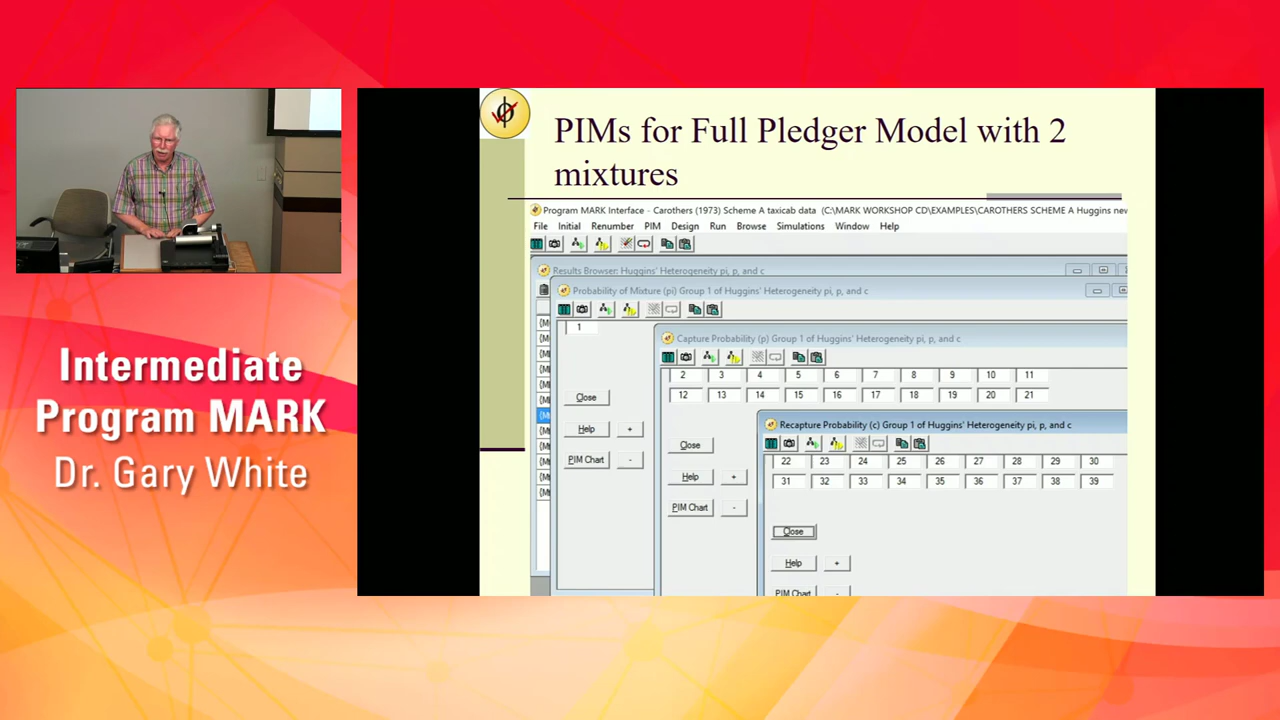 Intermediate
Program MARK
Dr. Gary White
PIMs for Full Pledger Model with 2
mixtures
Program MARK Interface - Carothers (1973) Scheme A taxicab data (C:\MARK WORSHOP CD\EXAMPLES\CAROTHERS SCHEME A Huggins new
File Initial Renumber PIM Design Run Browse Simulations Window Help
Results Browser: Huggins' Heterogeneity pi, p, and c
Probability of Mixture (pi) Group 1 of Huggins' Heterogeneity pi, p, and c
1
Close
Help +
PIM Chart -
Capture Probability (p) Group 1 of Huggins' Heterogeneity pi, p, and c
2 3 4 5 6 7 8 9 10 11
12 13 14 15 16 17 18 19 20 21
Close
Help +
PIM Chart -
Recapture Probability (c) Group 1 of Huggins' Heterogeneity pi, p, and c
22 23 24 25 26 27 28 29 30
31 32 33 34 35 36 37 38 39
Close
Help +
PIM Chart -